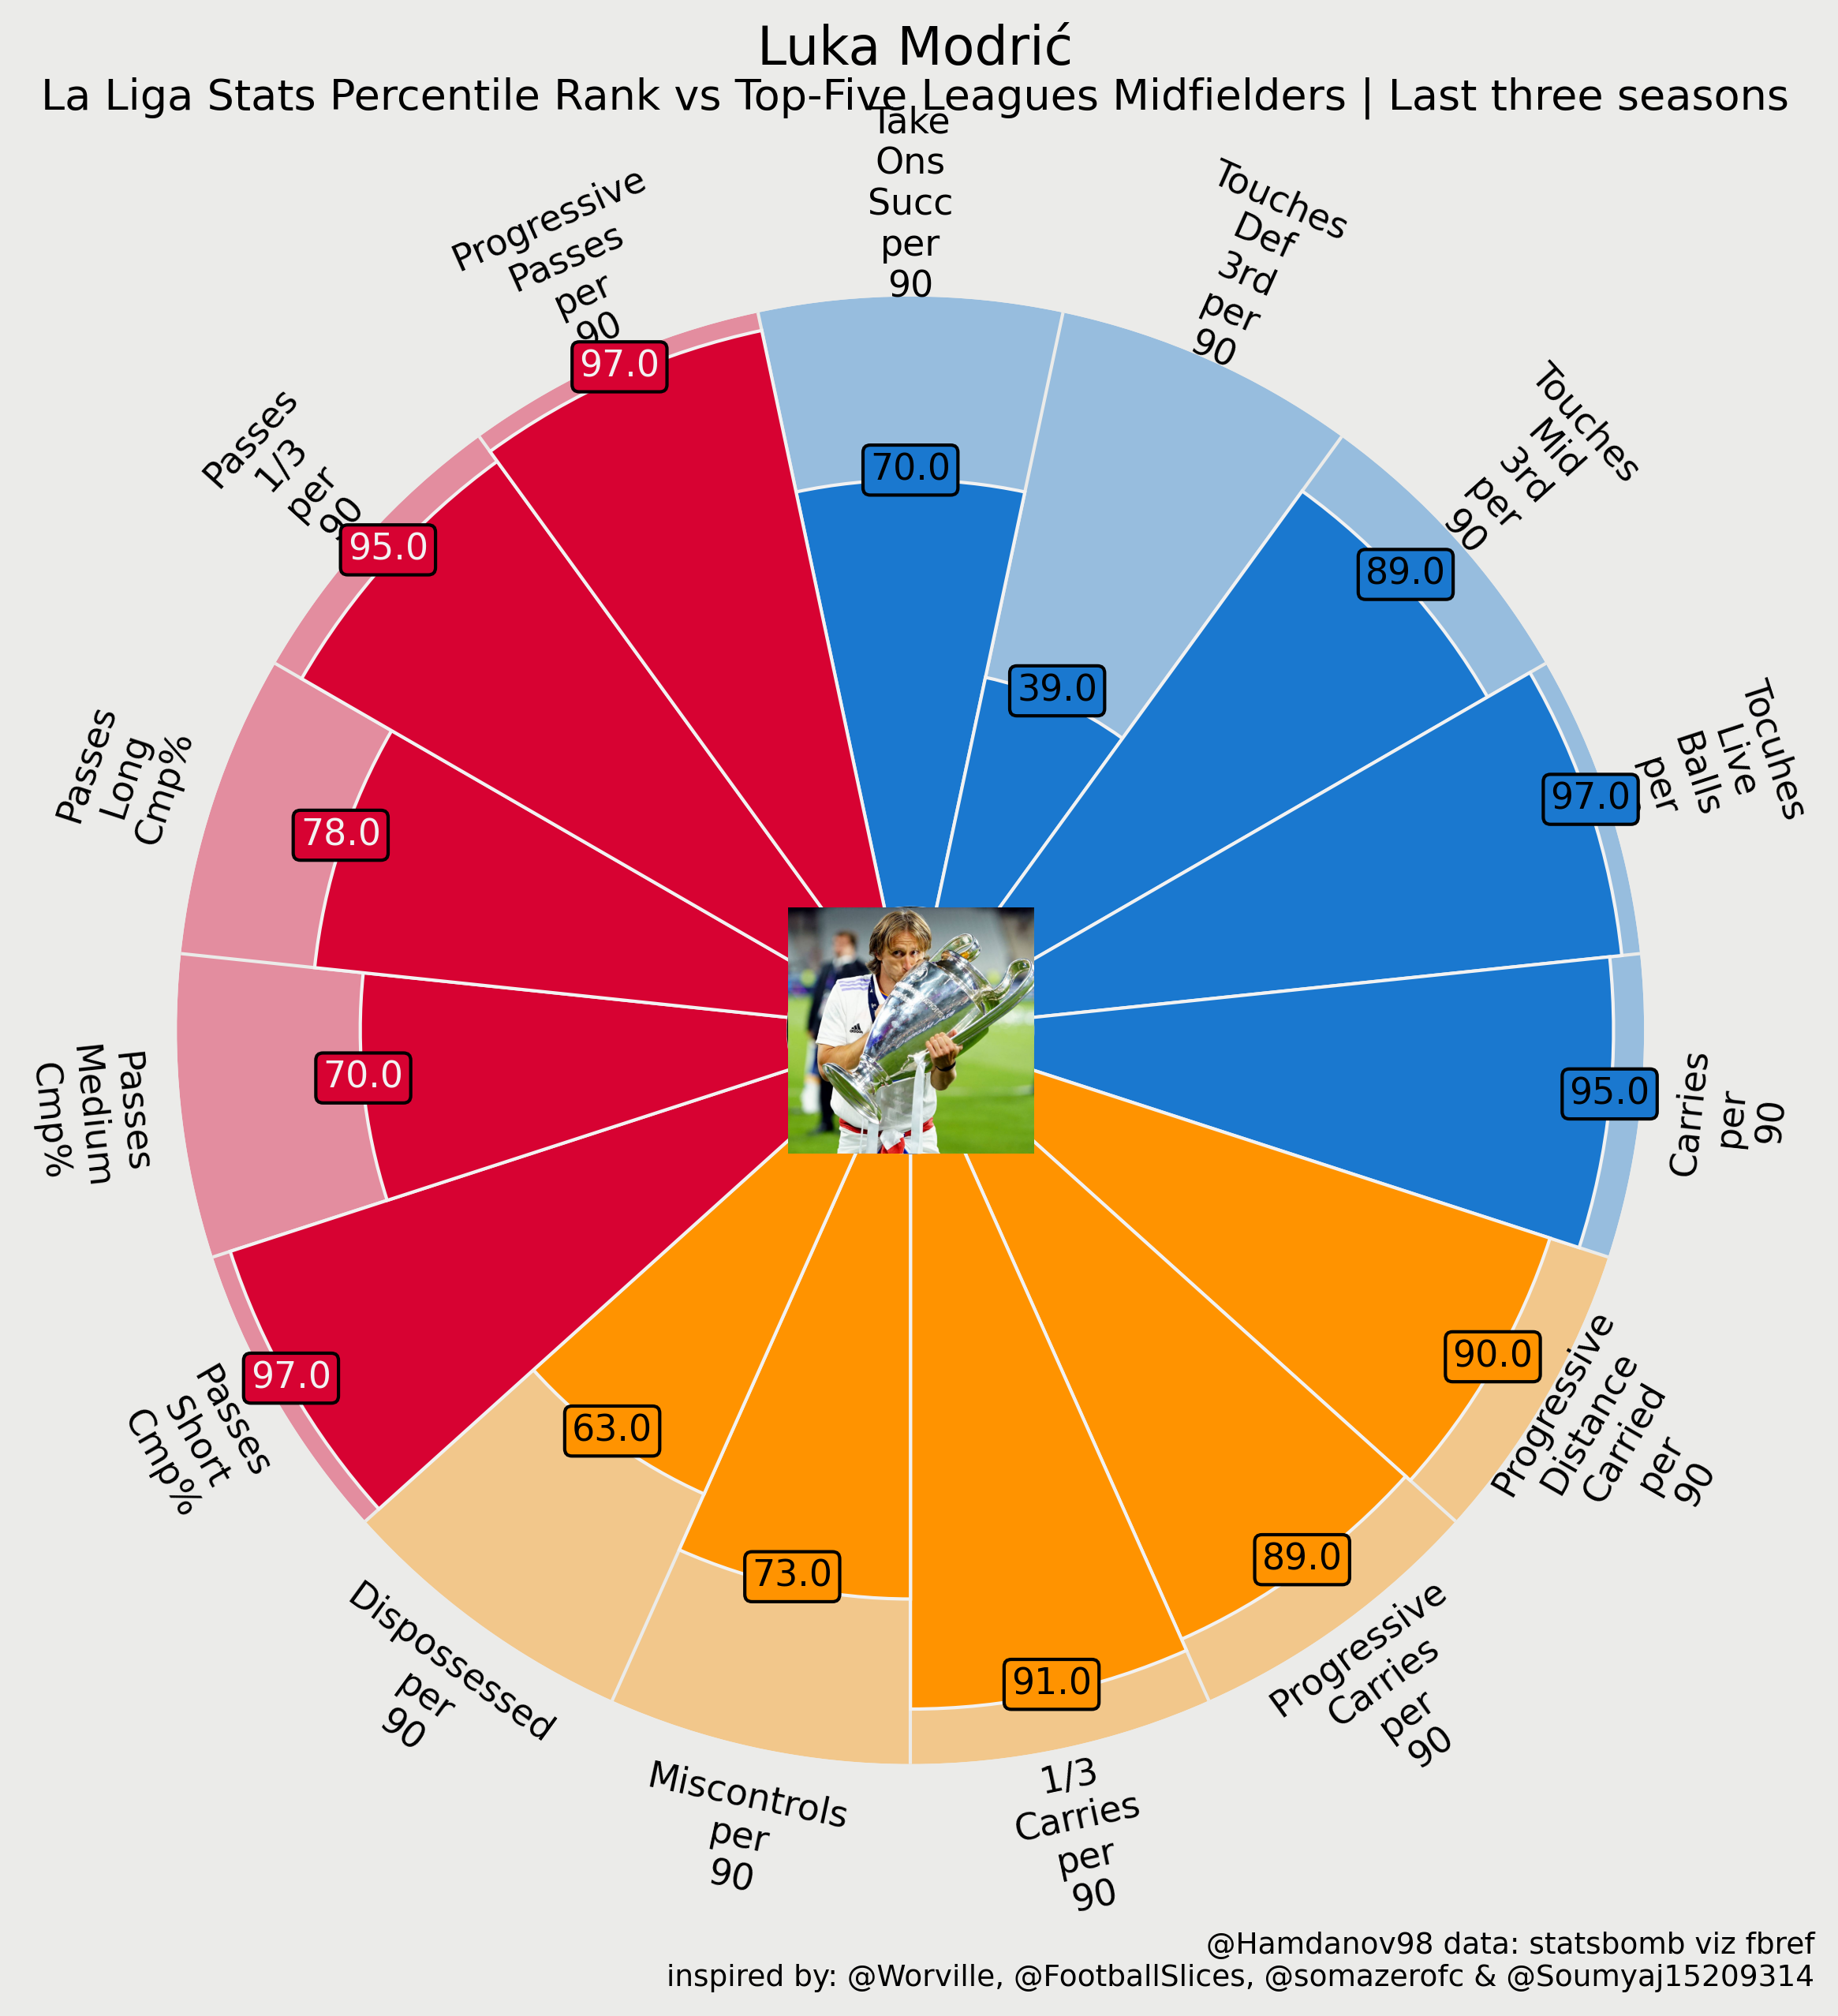 Luka Modrić
La Liga Stats Percentile Rank vs Top-Five Leagues Midfielders | Last three seasons
Take
Ons
Succ
per
90
70.0
Touches
Def
3rd
per
90
39.0
Touches
Mid
3rd
per
90
89.0
Tocuhes
Live
Balls
per
97.0
Carries
per
90
95.0
Progressive
Distance
Carried
per
90
90.0
Progressive
Carries
per
90
89.0
1/3
Carries
per
90
91.0
Miscontrols
per
90
73.0
Dispossessed
per
90
63.0
Passes
Short
Cmp%
97.0
Passes
Medium
Cmp%
70.0
Passes
Long
Cmp%
78.0
Passes
1/3
per
90
95.0
Progressive
Passes
per
90
97.0
@Hamdanov98 data: statsbomb viz fbref
inspired by: @Worville, @FootballSlices, @somazerofc & @Soumyaj15209314